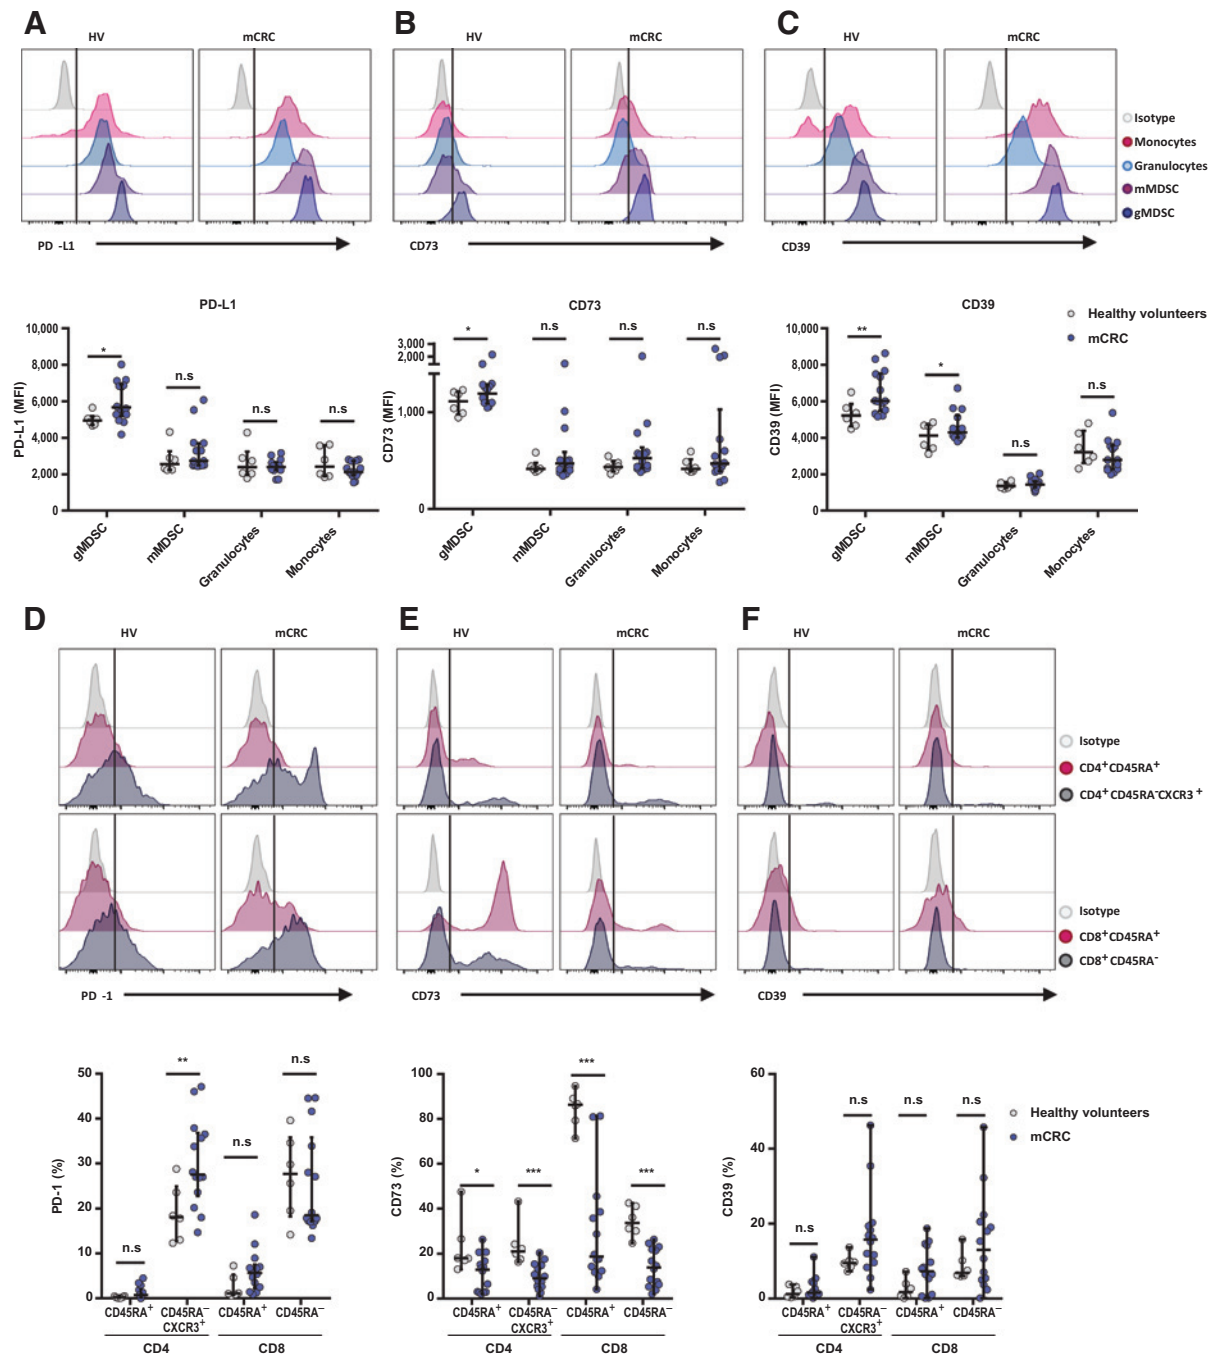 A
B
C
HV
mCRC
HV
mCRC
HV
mCRC
Isotype
Monocytes
Granulocytes
mMDSC
gMDSC
PD -L1
CD73
CD39
PD-L1
CD73
CD39
Healthy volunteers
mCRC
PD-L1 (MFI)
10,000
8,000
6,000
4,000
2,000
0
*
n.s
n.s
n.s
gMDSC
mMDSC
Granulocytes
Monocytes
CD73 (MFI)
3,000
2,000
1,000
0
*
n.s
n.s
n.s
gMDSC
mMDSC
Granulocytes
Monocytes
CD39 (MFI)
10,000
8,000
6,000
4,000
2,000
0
**
*
n.s
n.s
gMDSC
mMDSC
Granulocytes
Monocytes
D
E
F
HV
mCRC
HV
mCRC
HV
mCRC
Isotype
CD4+CD45RA+
CD4+CD45RA-CXCR3+
Isotype
CD8+CD45RA+
CD8+CD45RA-
PD -1
CD73
CD39
PD-1 (%)
50
40
30
20
10
0
n.s
**
n.s
n.s
CD45RA+
CD45RA−
CXCR3+
CD45RA+
CD45RA−
CD4
CD8
CD73 (%)
100
80
60
40
20
0
*
***
***
***
CD45RA+
CD45RA−
CXCR3+
CD45RA+
CD45RA−
CD4
CD8
CD39 (%)
60
40
20
0
n.s
n.s
n.s
n.s
CD45RA+
CD45RA−
CXCR3+
CD45RA+
CD45RA−
CD4
CD8
Healthy volunteers
mCRC